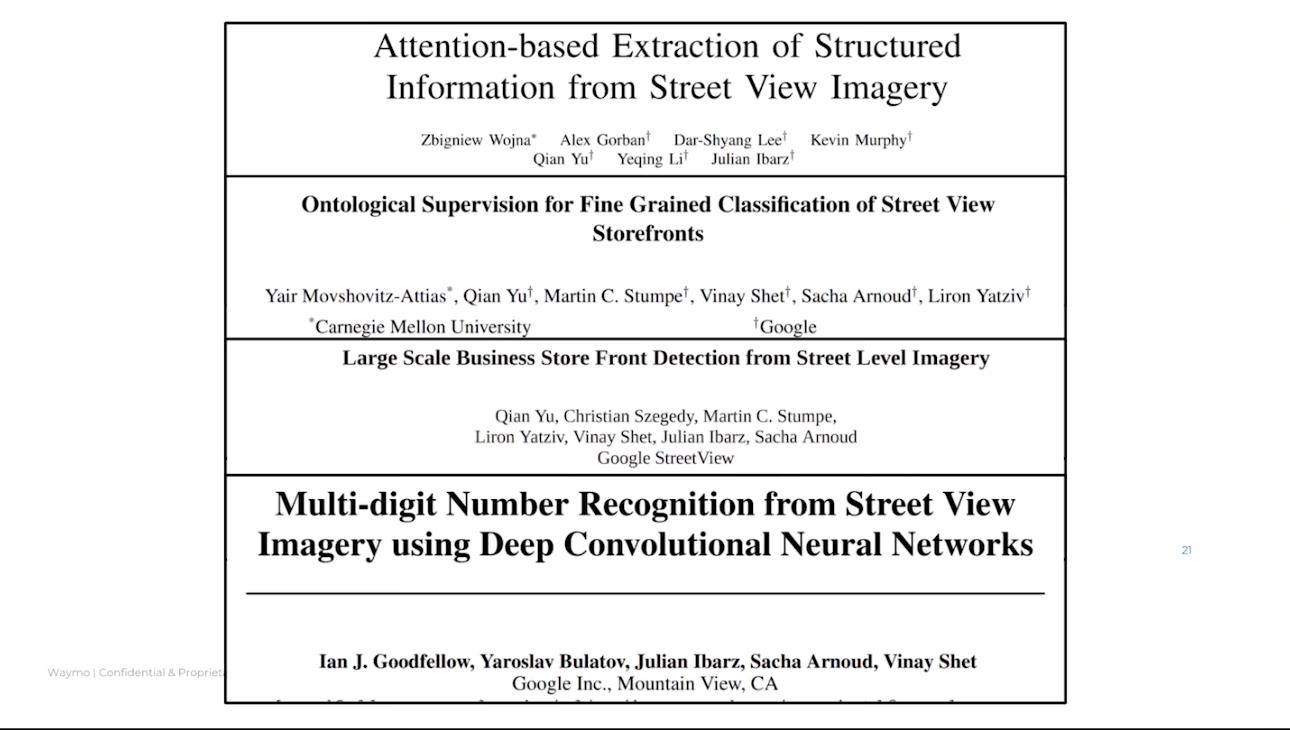 Attention-based Extraction of Structured
Information from Street View Imagery
Zbigniew Wojna* Alex Gorban† Dar-Shyang Lee† Kevin Murphy†
Qian Yu† Yeqing Li† Julian Ibarz†
Ontological Supervision for Fine Grained Classification of Street View
Storefronts
Yair Movshovitz-Attias*, Qian Yu†, Martin C. Stumpe†, Vinay Shet†, Sacha Arnoud†, Liron Yatziv†
*Carnegie Mellon University †Google
Large Scale Business Store Front Detection from Street Level Imagery
Qian Yu, Christian Szegedy, Martin C. Stumpe,
Liron Yatziv, Vinay Shet, Julian Ibarz, Sacha Arnoud
Google StreetView
Multi-digit Number Recognition from Street View
Imagery using Deep Convolutional Neural Networks
21
Ian J. Goodfellow, Yaroslav Bulatov, Julian Ibarz, Sacha Arnoud, Vinay Shet
Google Inc., Mountain View, CA
Waymo | Confidential & Propriet